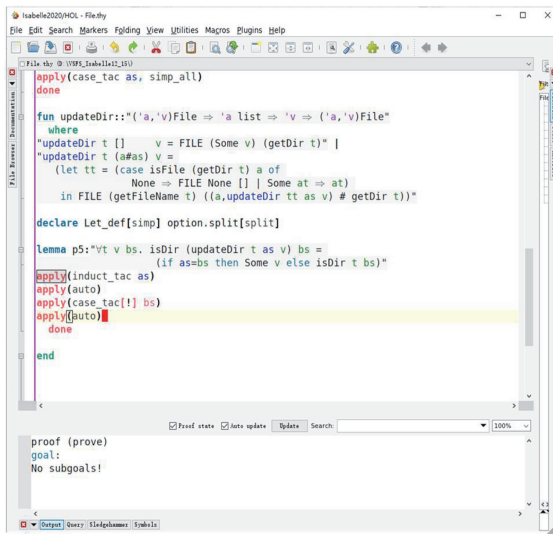 Isabelle2020/HOL - File.thy
File Edit Search Markers Folding View Utilities Macros Plugins Help
File.thy (D:\VSPS_Isabelle12_15\)
apply(case_tac as, simp_all)
done
fun updateDir::"('a,'v)File ⇒ 'a list ⇒ 'v ⇒ ('a,'v)File"
where
"updateDir t [] v = FILE (Some v) (getDir t)" |
"updateDir t (a#as) v =
(let tt = (case isFile (getDir t) a of
None ⇒ FILE None [] | Some at ⇒ at)
in FILE (getFileName t) ((a,updateDir tt as v) # getDir t))"
declare Let_def[simp] option.split[split]
lemma p5:"∀t v bs. isDir (updateDir t as v) bs =
(if as=bs then Some v else isDir t bs)"
apply(induct_tac as)
apply(auto)
apply(case_tac[!] bs)
apply(auto)
done
end
File Browser Documentation
Proof state Auto update Update Search: 100%
proof (prove)
goal:
No subgoals!
Output Query Sledgehammer Symbols